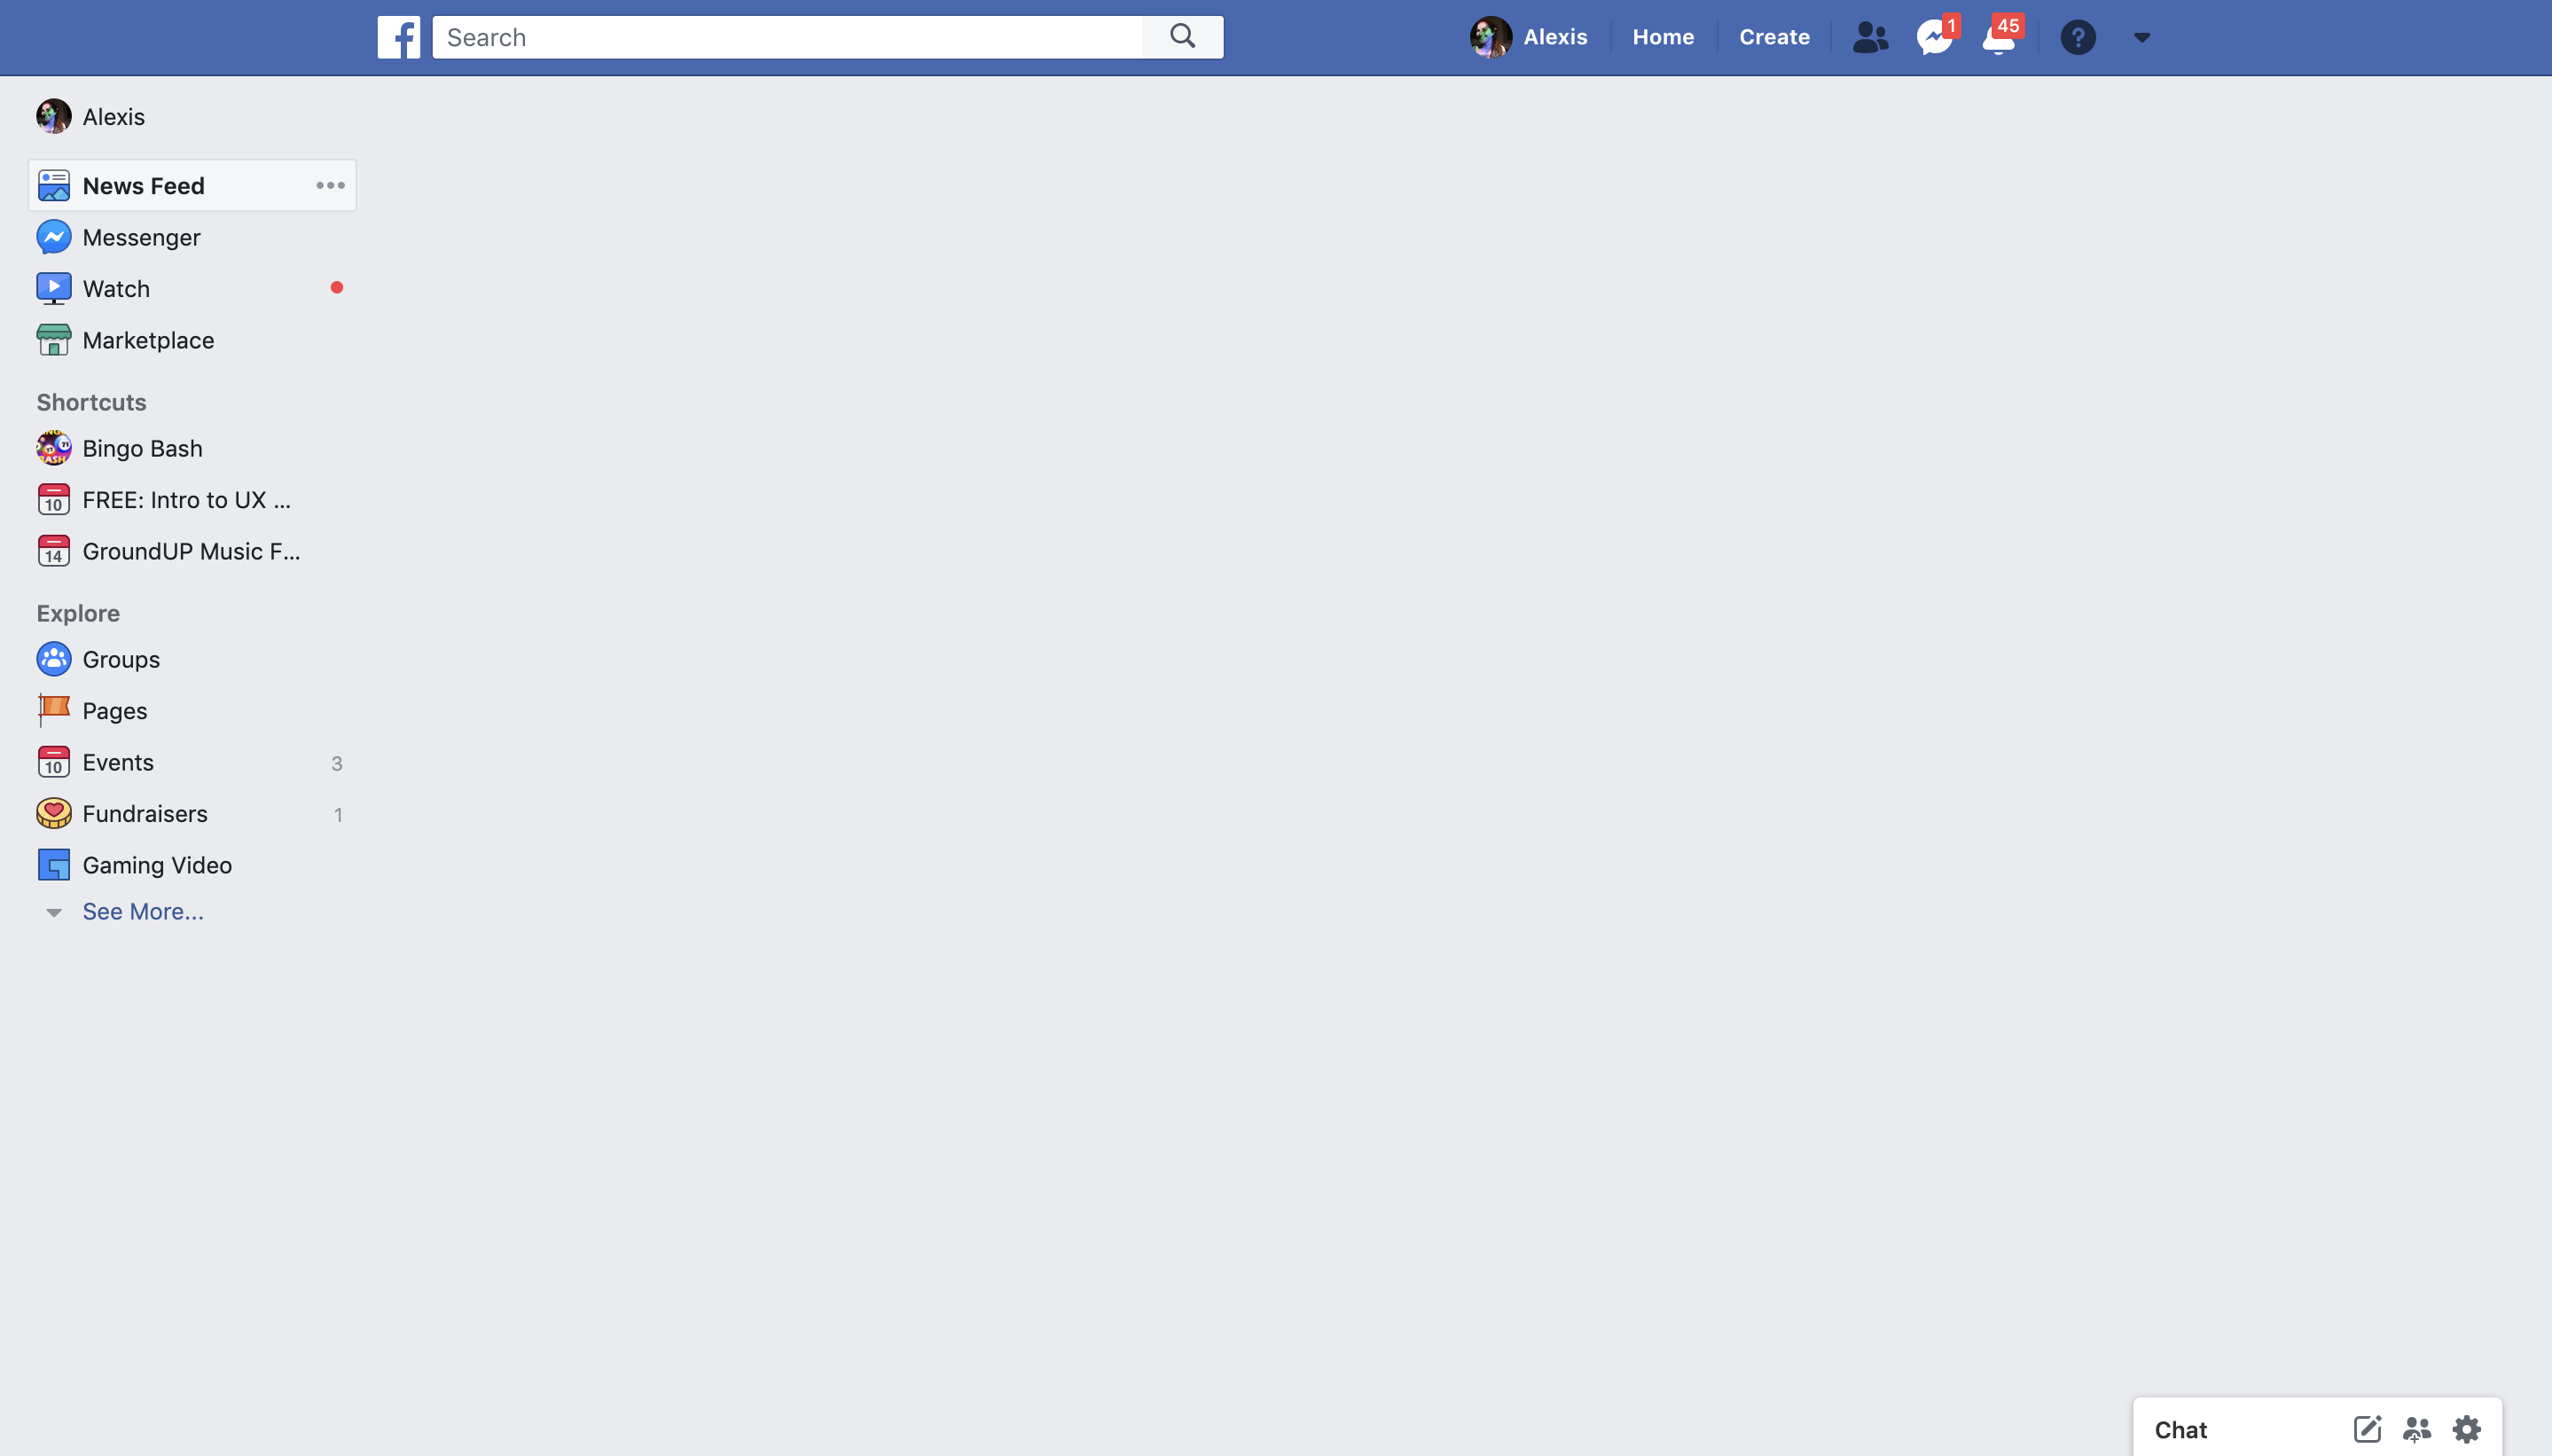 Search
Alexis
Home
Create
1
45
?
Alexis
News Feed
Messenger
Watch
Marketplace
Shortcuts
Bingo Bash
10
FREE: Intro to UX ...
14
GroundUP Music F...
Explore
Groups
Pages
10
Events
3
Fundraisers
1
Gaming Video
See More...
Chat